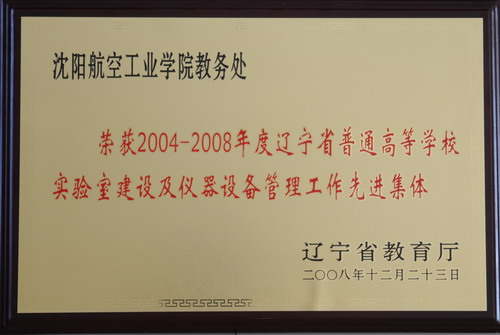 沈阳航空工业学院教务处
荣获2004-2008年度辽宁省普通高等学校
实验室建设及仪器设备管理工作先进集体
辽宁省教育厅
二〇〇八年十二月二十三日